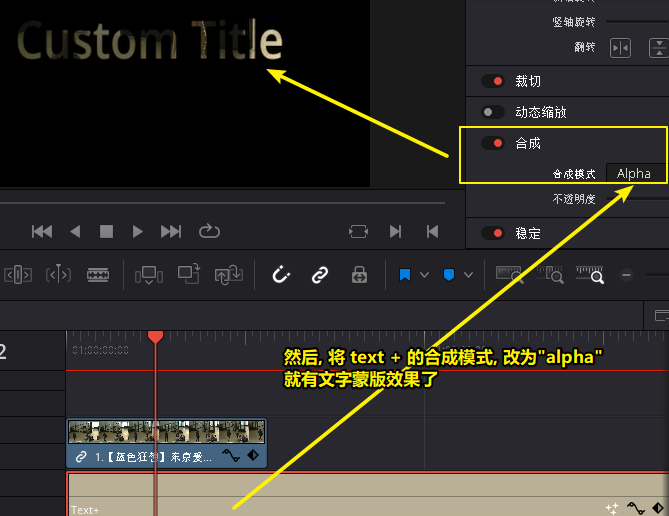 竖轴旋转
Custom Title
翻转
裁切
动态缩放
合成
合成模式 Alpha
不透明度
稳定
2
01:00:00:00
然后, 将 text + 的合成模式, 改为"alpha"
就有文字蒙版效果了
1.【蓝色狂想】东京爱...
Text+